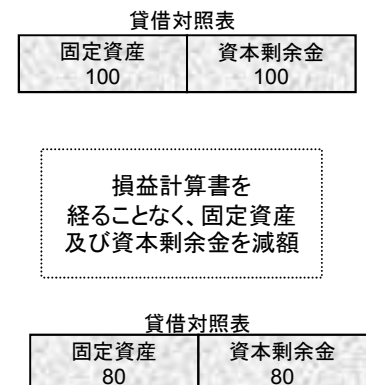 貸借対照表
固定資産 資本剰余金
100 100
損益計算書を
経ることなく、固定資産
及び資本剰余金を減額
貸借対照表
固定資産 資本剰余金
80 80